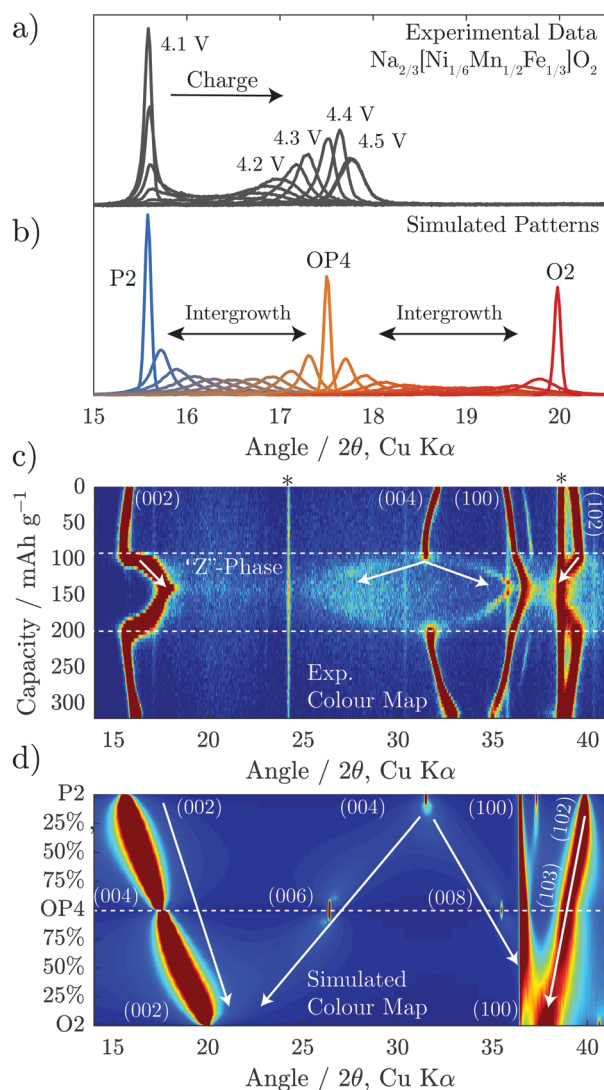 a)
Experimental Data
Na2/3[Ni1/6Mn1/2Fe1/3]O2
4.1 V
Charge
4.2 V
4.3 V
4.4 V
4.5 V
b)
Simulated Patterns
P2
OP4
O2
Intergrowth
Intergrowth
15 16 17 18 19 20
Angle / 2θ, Cu Kα
c)
* *
(002) (004) (100) (102)
"Z"-Phase
Exp.
Colour Map
0
50
100
150
200
250
300
Capacity / mAh g−1
15 20 25 30 35 40
Angle / 2θ, Cu Kα
d)
P2
25%
50%
75%
OP4
75%
50%
25%
O2
,
(002) (004) (100) (102)
(103)
(004) (006) (008)
Simulated
Colour Map
(002) (100)
15 20 25 30 35 40
Angle / 2θ, Cu Kα